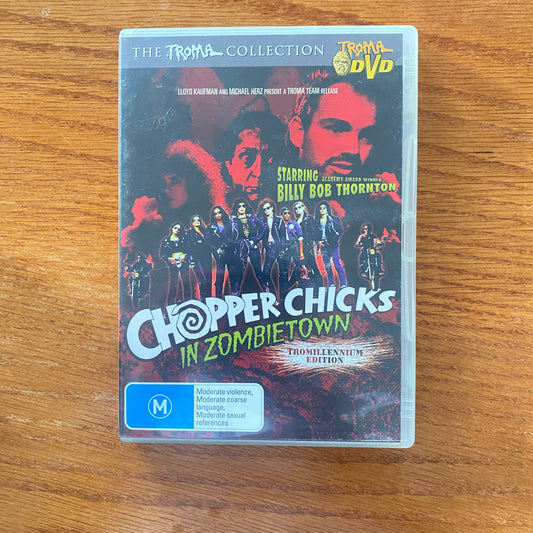 THE TROMA COLLECTION
TROMA
DVD
LLOYD KAUFMAN AND MICHAEL HERZ PRESENT A TROMA TEAM RELEASE
STARRING ACADEMY AWARD WINNER
BILLY BOB THORNTON
CHOPPER CHICKS
IN ZOMBIETOWN
TROMILLENNIUM
EDITION
M
Moderate violence,
Moderate coarse
language,
Moderate sexual
references